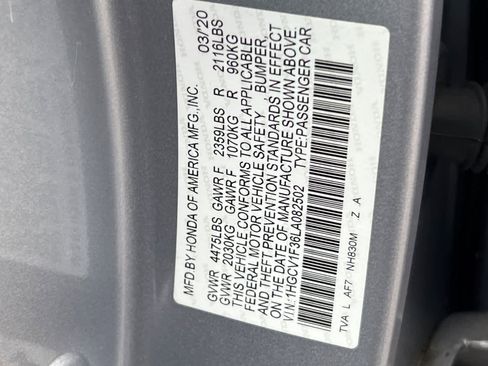 MFD BY HONDA OF AMERICA MFG., INC. 03/'20
GVWR 4475LBS GAWR F 2359LBS R 2116LBS
GVWR 2030KG GAWR F 1070KG R 960KG
THIS VEHICLE CONFORMS TO ALL APPLICABLE
FEDERAL MOTOR VEHICLE SAFETY, BUMPER,
AND THEFT PREVENTION STANDARDS IN EFFECT
ON THE DATE OF MANUFACTURE SHOWN ABOVE.
VIN:1HGCV1F36LA082502 TYPE:PASSENGER CAR
TVA L AF7 NH830M Z A